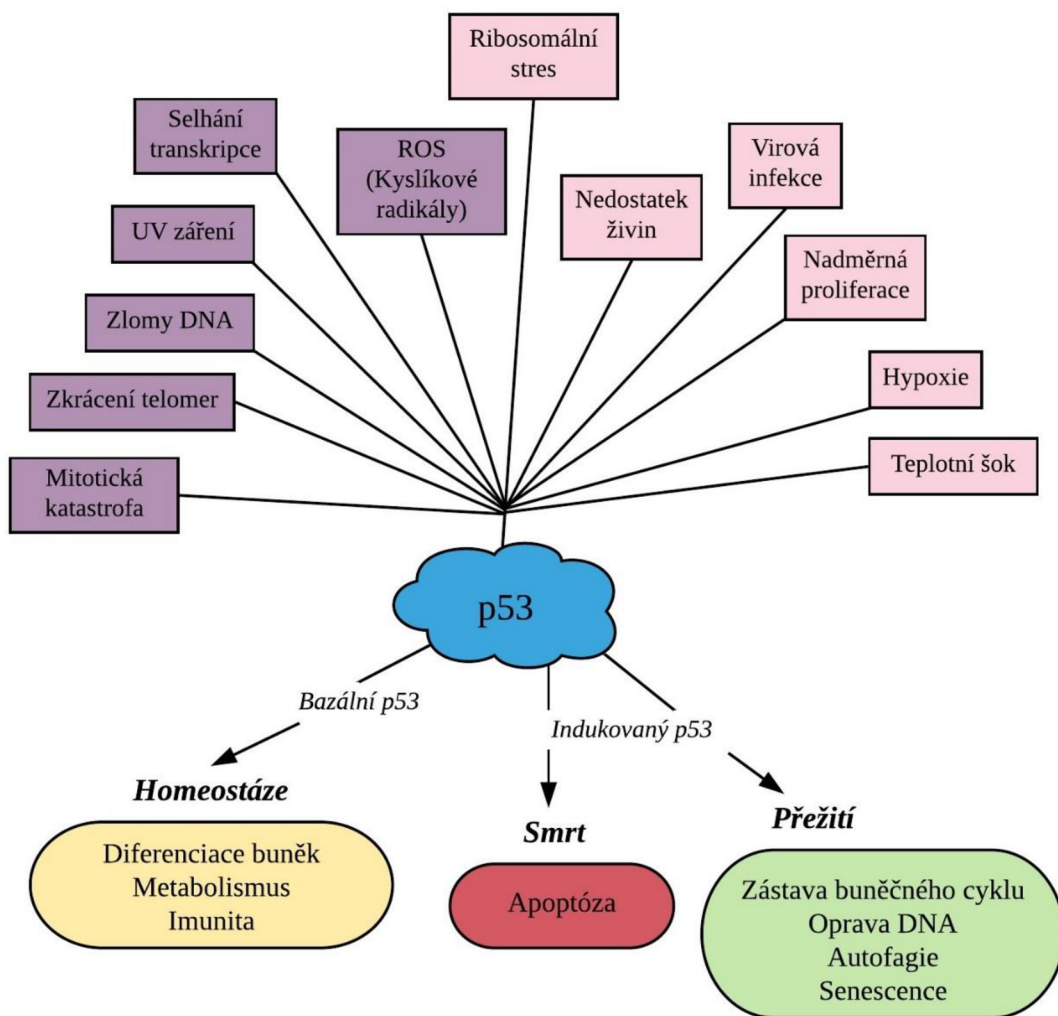 Ribosomální
stres
Selhání
transkripce
ROS
(Kyslíkové
radikály)
Virová
infekce
Nedostatek
živin
UV záření
Nadměrná
proliferace
Zlomy DNA
Hypoxie
Zkrácení telomer
Teplotní šok
Mitotická
katastrofa
p53
Bazální p53
Indukovaný p53
Homeostáze
Diferenciace buněk
Metabolismus
Imunita
Smrt
Apoptóza
Přežití
Zástava buněčného cyklu
Oprava DNA
Autofagie
Senescence